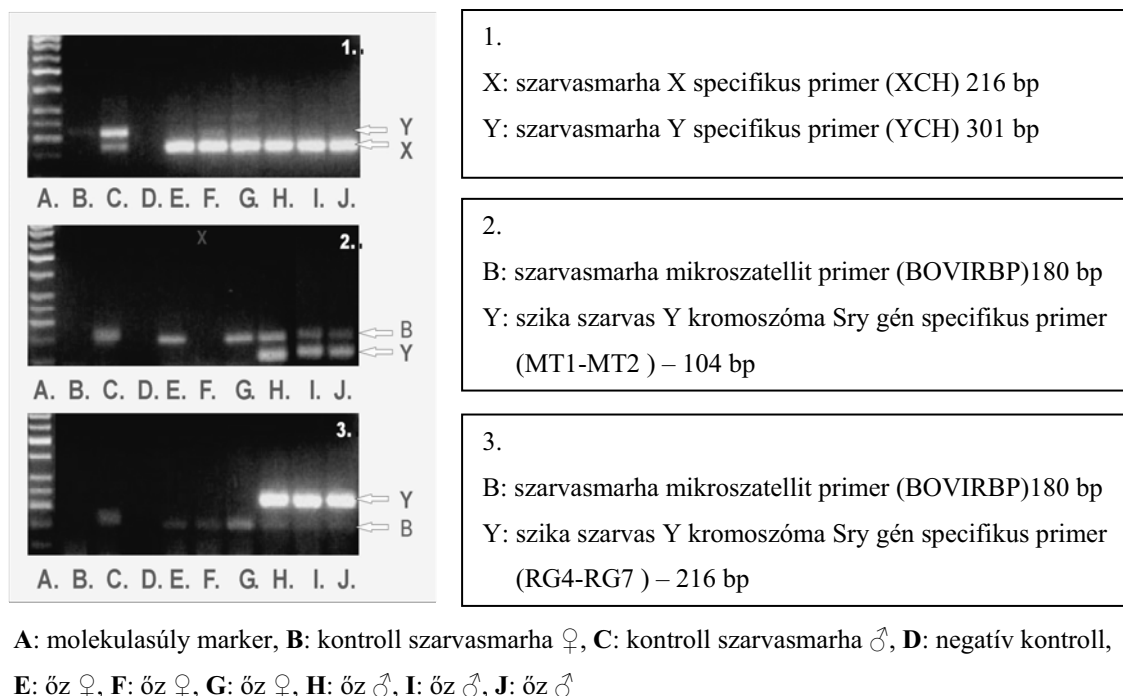 1.
Y
X
A. B. C. D. E. F. G. H. I. J.
X
2.
B
Y
A. B. C. D. E. F. G. H. I. J.
3.
Y
B
A. B. C. D. E. F. G. H. I. J.
1.
X: szarvasmarha X specifikus primer (XCH) 216 bp
Y: szarvasmarha Y specifikus primer (YCH) 301 bp
2.
B: szarvasmarha mikroszatellit primer (BOVIRBP)180 bp
Y: szika szarvas Y kromoszóma Sry gén specifikus primer
(MT1-MT2 ) – 104 bp
3.
B: szarvasmarha mikroszatellit primer (BOVIRBP)180 bp
Y: szika szarvas Y kromoszóma Sry gén specifikus primer
(RG4-RG7 ) – 216 bp
A: molekulasúly marker, B: kontroll szarvasmarha ♀, C: kontroll szarvasmarha ♂, D: negatív kontroll,
E: őz ♀, F: őz ♀, G: őz ♀, H: őz ♂, I: őz ♂, J: őz ♂